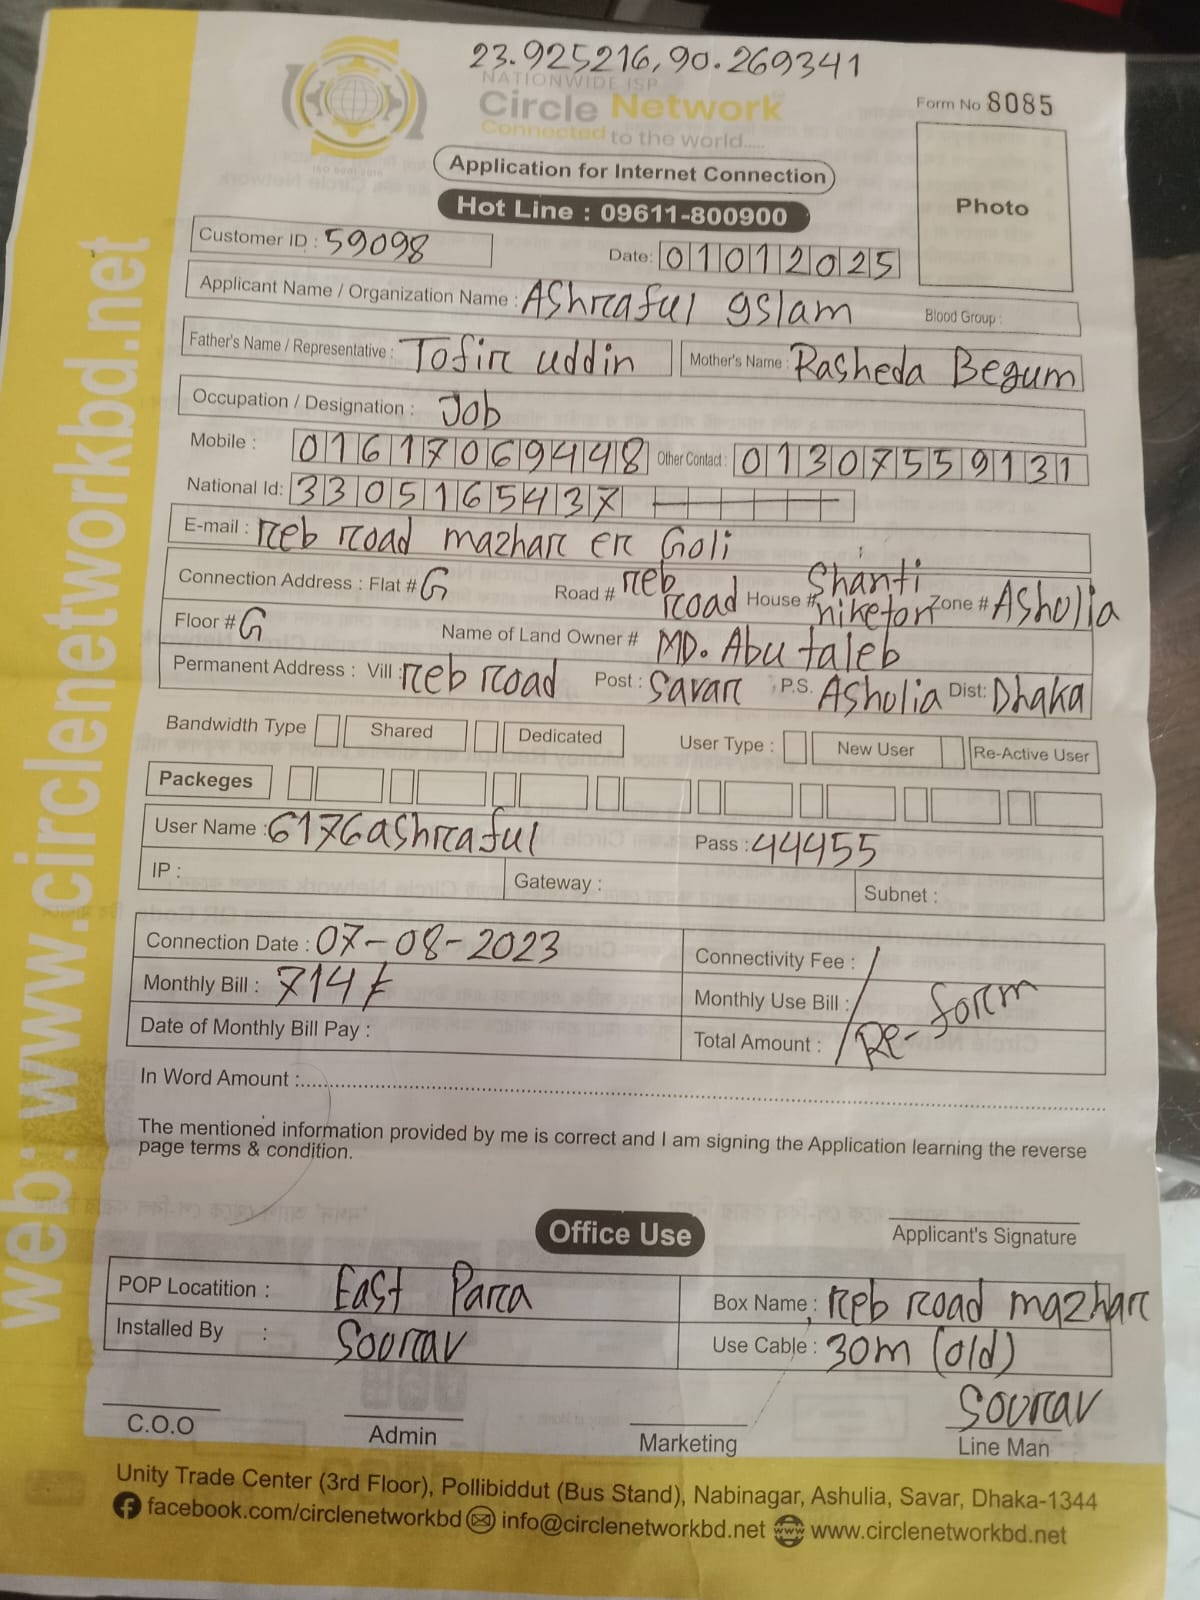 23.925216,90.269341
NATIONWIDE ISP
Circle Network
Connected to the world.....
ISO 9001:2015
Form No 8085
Application for Internet Connection
Hot Line : 09611-800900
Photo
Customer ID : 59098 Date: 01012025
Applicant Name / Organization Name : Ashraful Islam Blood Group :
Father's Name / Representative : Tofir uddin Mother's Name : Rasheda Begum
Occupation / Designation : Job
Mobile : 01617069448 Other Contact : 01307559131
National Id: 3305165437
E-mail : reb road mazhar er Goli
Connection Address : Flat # G Road # reb road House # Shanti niketon Zone # Asholia
Floor # G Name of Land Owner # MD. Abu taleb
Permanent Address : Vill : reb road Post : Savar P.S. Asholia Dist: Dhaka
Bandwidth Type Shared Dedicated User Type : New User Re-Active User
Packeges
User Name : 6176ashraful Pass : 44455
IP : Gateway : Subnet :
Connection Date : 07-08-2023 Connectivity Fee :
Monthly Bill : 714 Monthly Use Bill :
Date of Monthly Bill Pay : Total Amount : Re-form
In Word Amount :
The mentioned information provided by me is correct and I am signing the Application learning the reverse
page terms & condition.
Office Use
Applicant's Signature
POP Locatition : East Para Box Name : reb road mazhar
Installed By : Sourav Use Cable : 30m (old)
Sourav
C.O.O Admin Marketing Line Man
Unity Trade Center (3rd Floor), Pollibiddut (Bus Stand), Nabinagar, Ashulia, Savar, Dhaka-1344
facebook.com/circlenetworkbd info@circlenetworkbd.net www.circlenetworkbd.net
web: www.circlenetworkbd.net